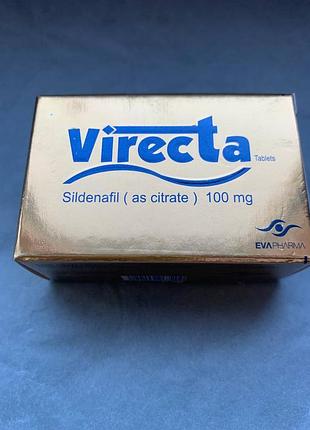 Virecta
Tablets
Sildenafil ( as citrate ) 100 mg
EVAPHARMA